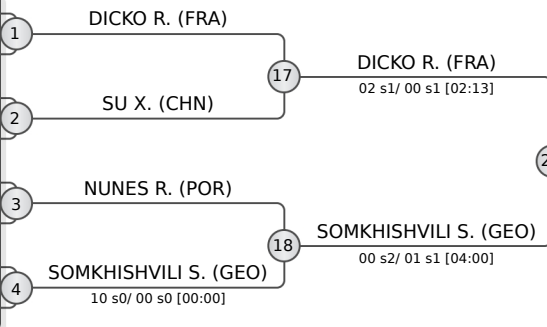 DICKO R. (FRA)
1
17
DICKO R. (FRA)
02 s1/ 00 s1 [02:13]
SU X. (CHN)
2
NUNES R. (POR)
3
18
SOMKHISHVILI S. (GEO)
00 s2/ 01 s1 [04:00]
SOMKHISHVILI S. (GEO)
4
10 s0/ 00 s0 [00:00]